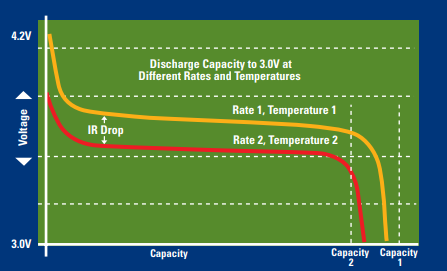 4.2V
Discharge Capacity to 3.0V at
Different Rates and Temperatures
Rate 1, Temperature 1
IR Drop
Rate 2, Temperature 2
Voltage
3.0V
Capacity
Capacity
2
Capacity
1